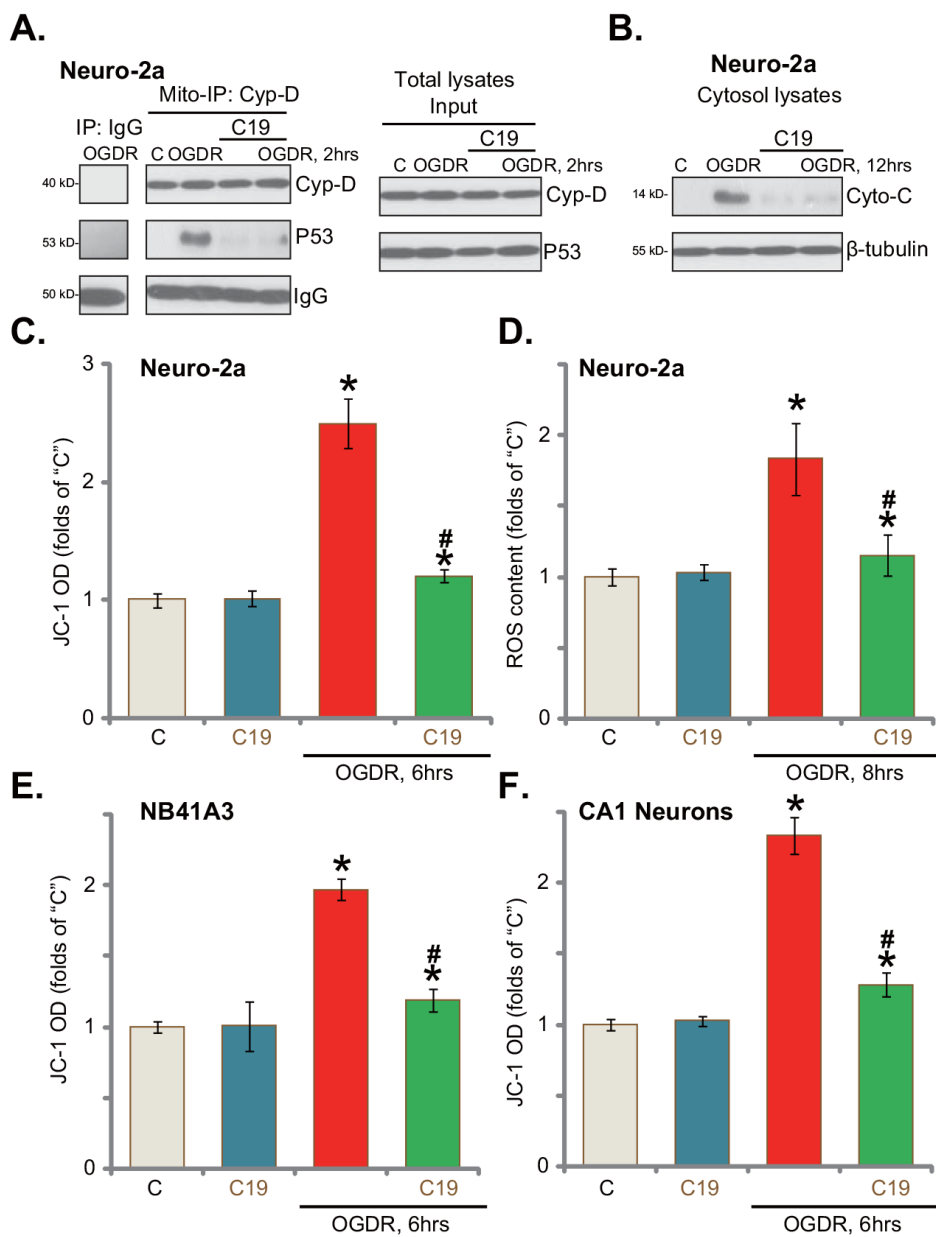 A.
Neuro-2a
Mito-IP: Cyp-D
IP: IgG
C19
OGDR
C OGDR
OGDR, 2hrs
40 kD-
Cyp-D
53 kD-
P53
50 kD-
IgG
Total lysates
Input
C19
C OGDR
OGDR, 2hrs
Cyp-D
P53
B.
Neuro-2a
Cytosol lysates
C19
C OGDR
OGDR, 12hrs
14 kD-
Cyto-C
55 kD-
β-tubulin
C.
Neuro-2a
JC-1 OD (folds of “C”)
3
2
1
0
*
#
*
C C19 C19
OGDR, 6hrs
D.
Neuro-2a
ROS content (folds of “C”)
2
1
0
*
#
*
C C19 C19
OGDR, 8hrs
E.
NB41A3
JC-1 OD (folds of “C”)
2
1
0
*
#
*
C C19 C19
OGDR, 6hrs
F.
CA1 Neurons
JC-1 OD (folds of “C”)
2
1
0
*
#
*
C C19 C19
OGDR, 6hrs